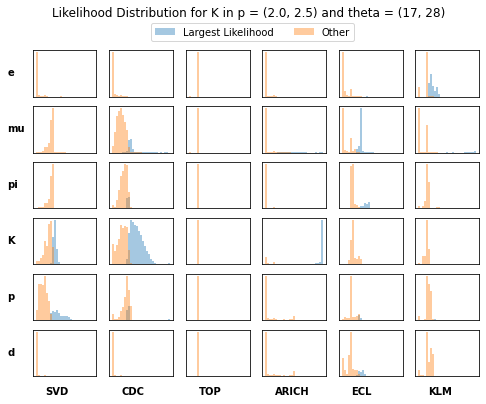 Likelihood Distribution for K in p = (2.0, 2.5) and theta = (17, 28)
Largest Likelihood Other
e
mu
pi
K
p
d
SVD CDC TOP ARICH ECL KLM